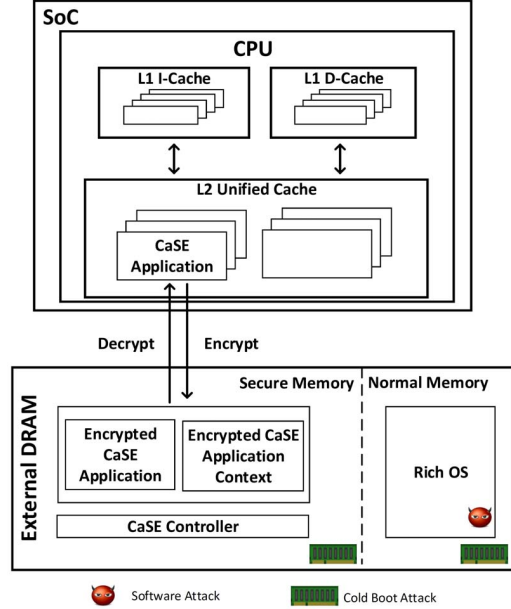 SoC
CPU
L1 I-Cache
L1 D-Cache
L2 Unified Cache
CaSE
Application
Decrypt
Encrypt
External DRAM
Secure Memory
Normal Memory
Encrypted
CaSE
Application
Encrypted CaSE
Application
Context
Rich OS
CaSE Controller
Software Attack
Cold Boot Attack